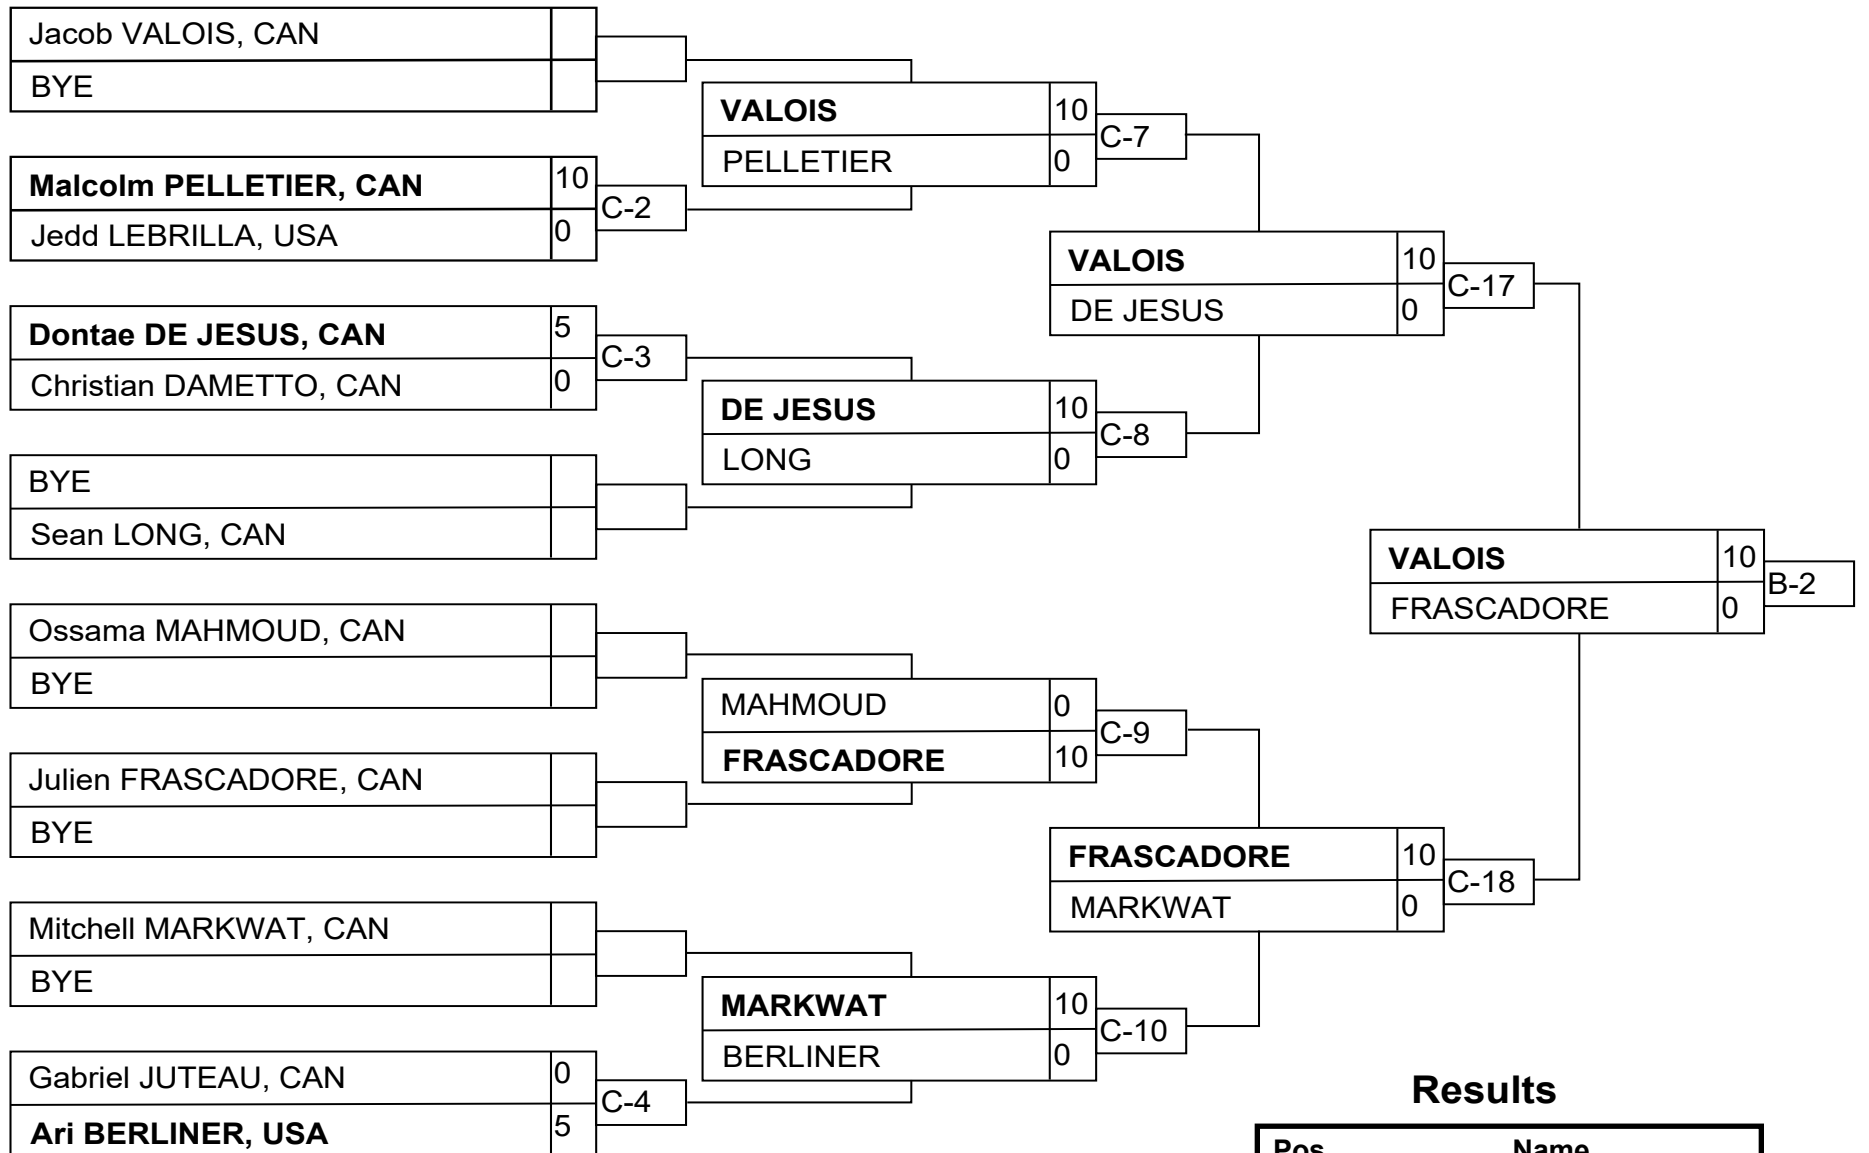 Jacob VALOIS, CAN
BYE
Malcolm PELLETIER, CAN 10
Jedd LEBRILLA, USA 0
C-2
Dontae DE JESUS, CAN 5
Christian DAMETTO, CAN 0
C-3
BYE
Sean LONG, CAN
Ossama MAHMOUD, CAN
BYE
Julien FRASCADORE, CAN
BYE
Mitchell MARKWAT, CAN
BYE
Gabriel JUTEAU, CAN 0
Ari BERLINER, USA 5
C-4
VALOIS 10
PELLETIER 0
C-7
DE JESUS 10
LONG 0
C-8
MAHMOUD 0
FRASCADORE 10
C-9
MARKWAT 10
BERLINER 0
C-10
VALOIS 10
DE JESUS 0
C-17
FRASCADORE 10
MARKWAT 0
C-18
VALOIS 10
FRASCADORE 0
B-2
Results
Pos Name